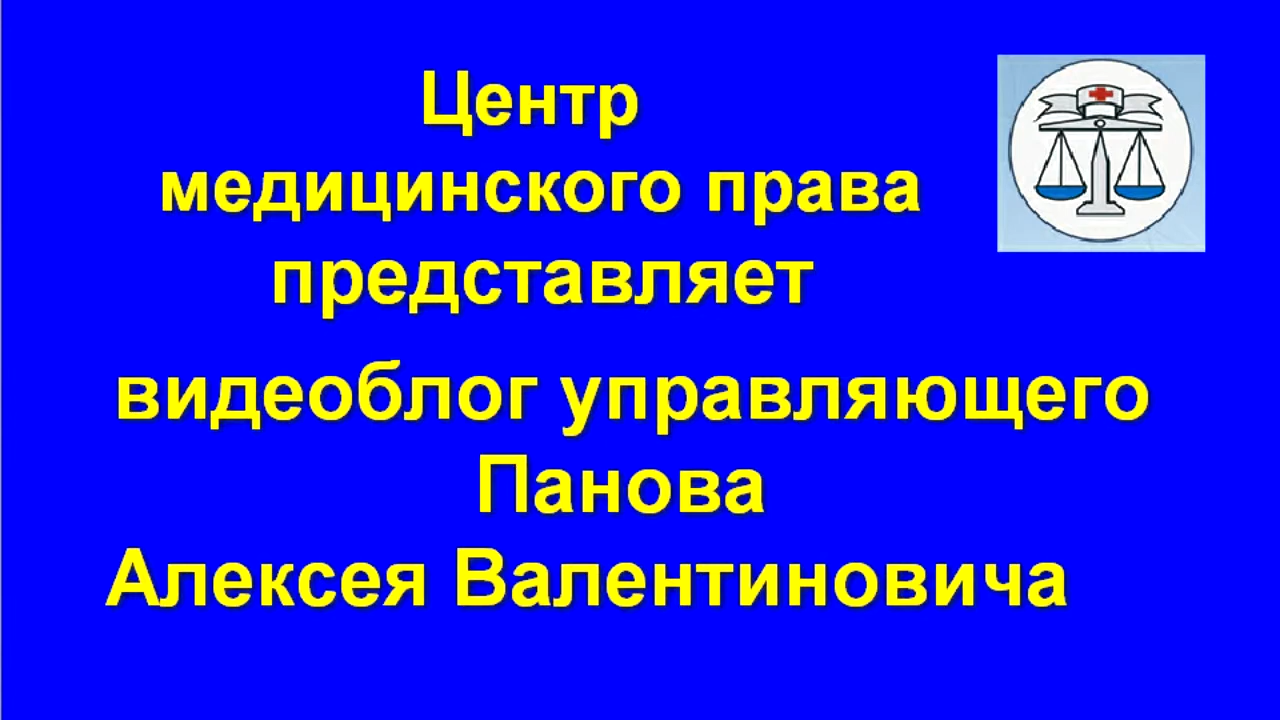 Центр
медицинского права
представляет
видеоблог управляющего
Панова
Алексея Валентиновича